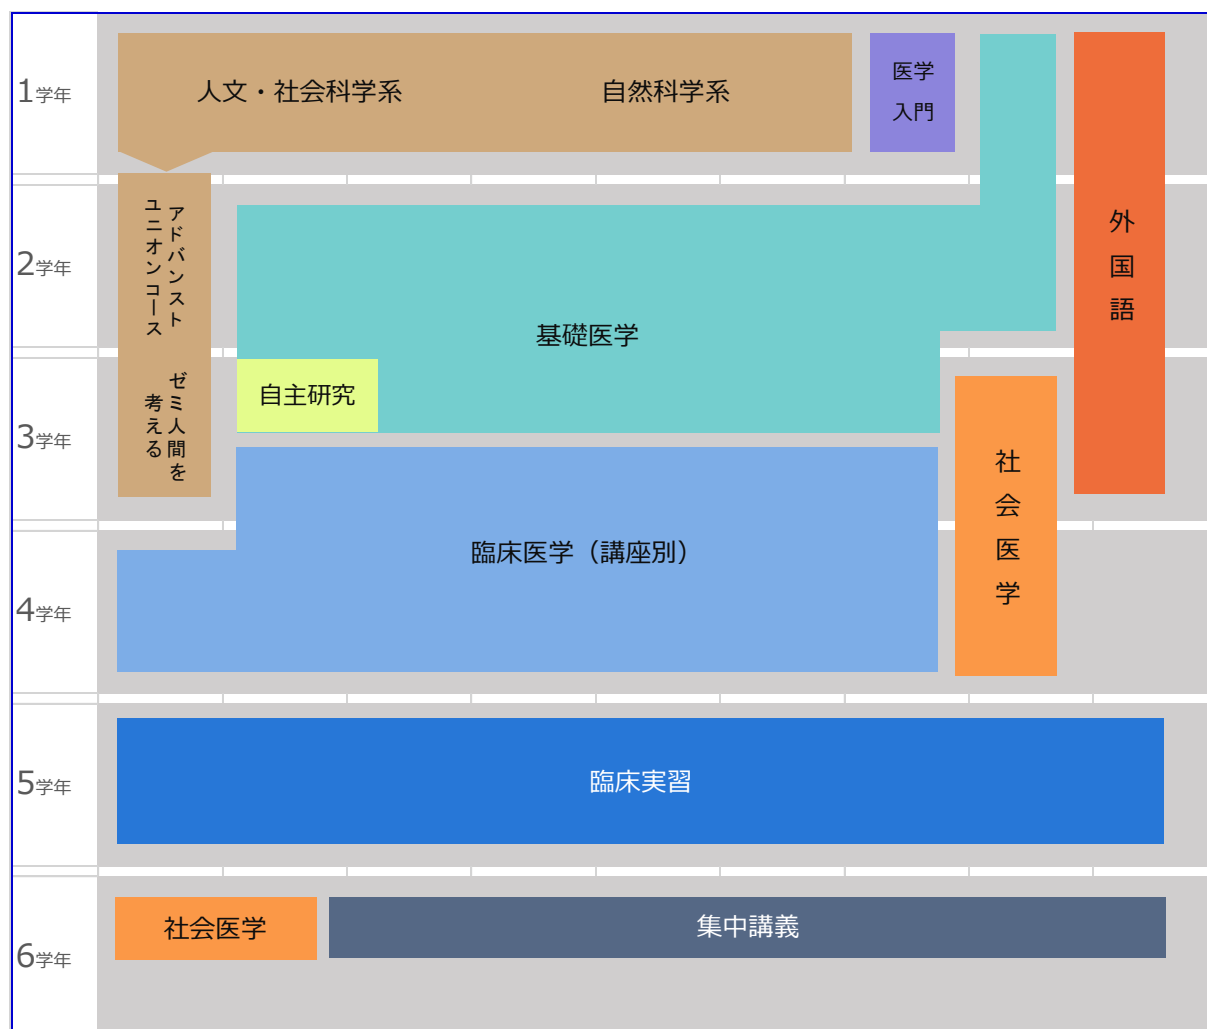 1学年
人文・社会科学系
自然科学系
医学
入門
2学年
アドバンスト
ユニオンコース
外国語
基礎医学
3学年
自主研究
ゼミ人間を
考える
社会医学
4学年
臨床医学（講座別）
5学年
臨床実習
6学年
社会医学
集中講義